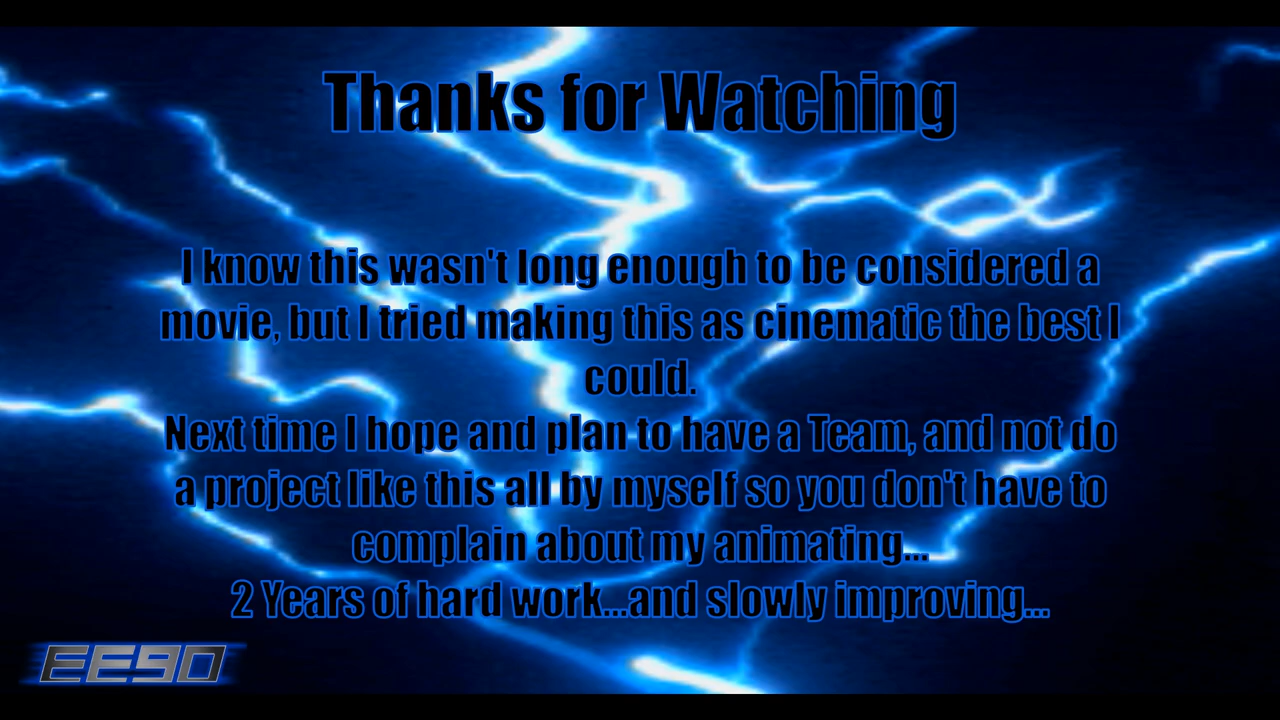 Thanks for Watching
I know this wasn't long enough to be considered a
movie, but I tried making this as cinematic the best I
could.
Next time I hope and plan to have a Team, and not do
a project like this all by myself so you don't have to
complain about my animating...
2 Years of hard work...and slowly improving...
EE90